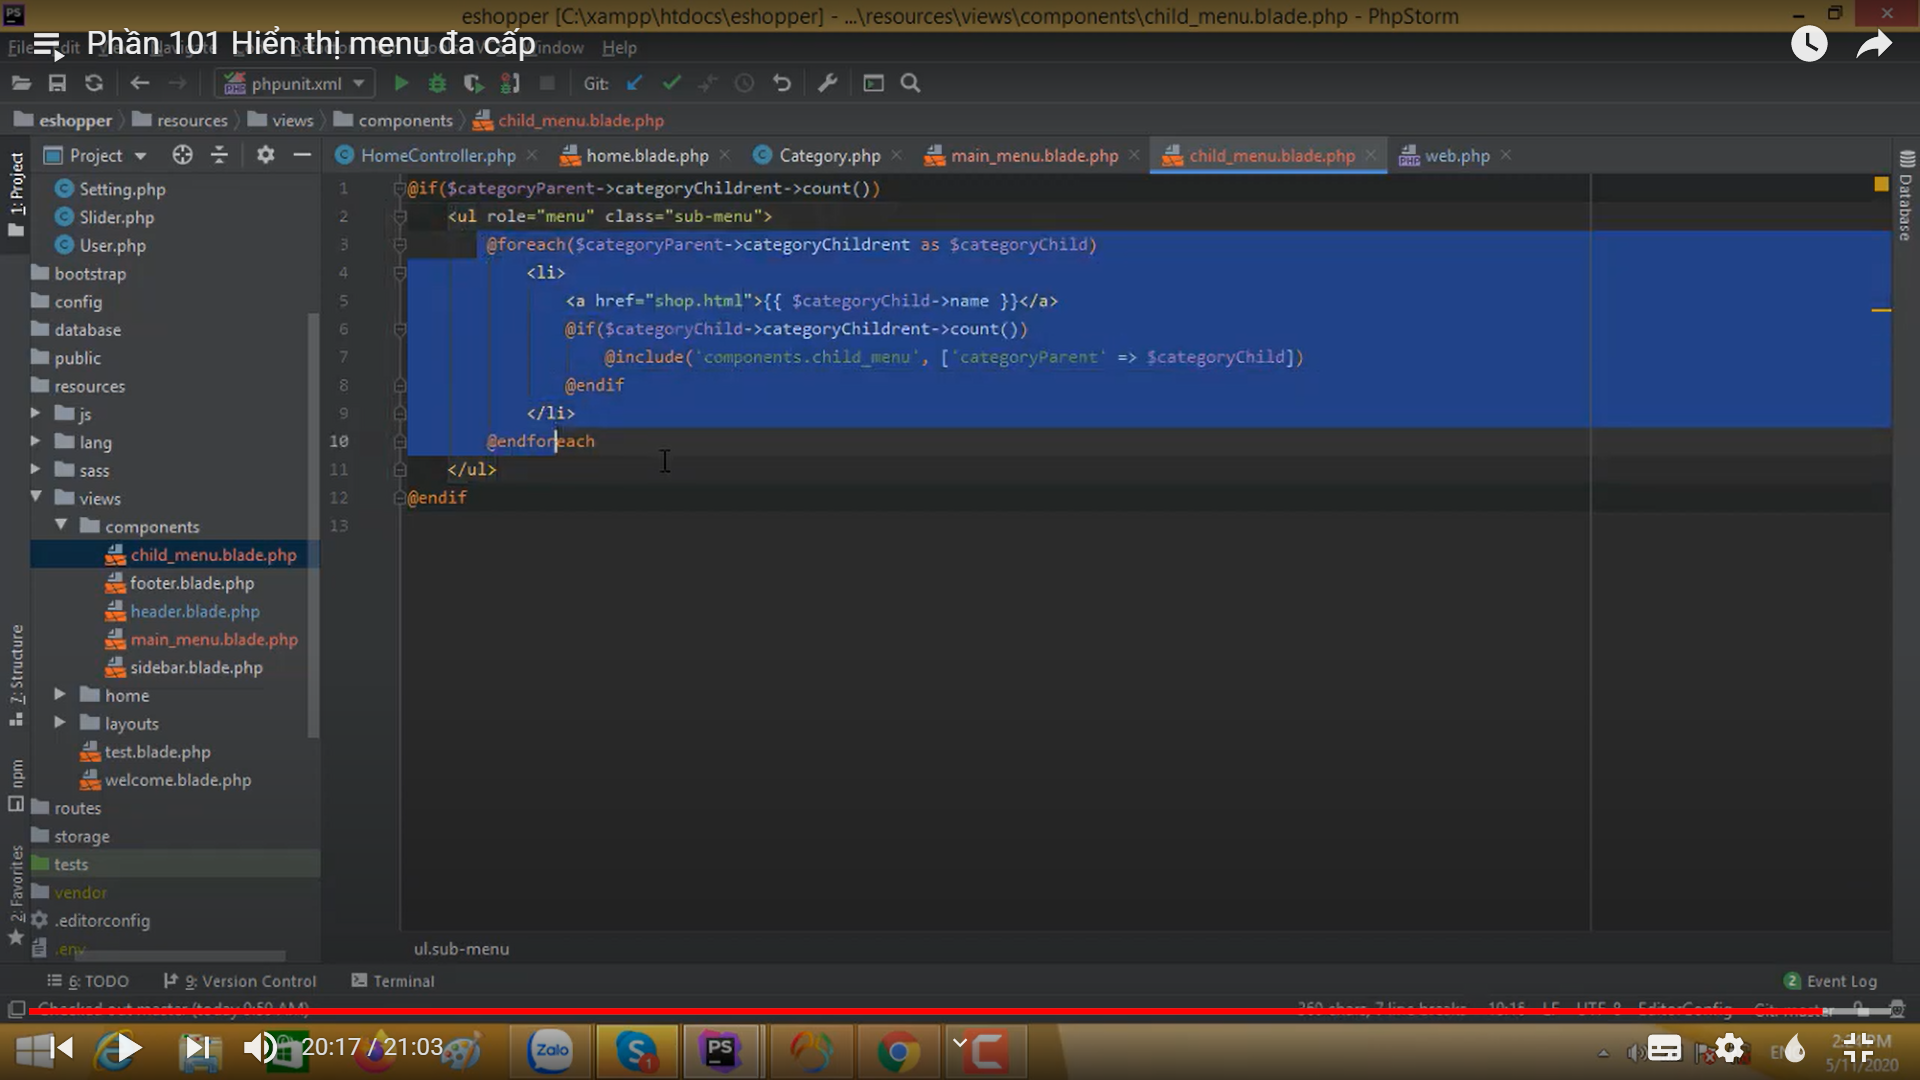 eshopper [C:\xampp\htdocs\eshopper] - ...\resources\views\components\child_menu.blade.php - PhpStorm
Phần 101 Hiển thị menu đa cấp
Window Help
phpunit.xml
Git:
eshopper resources views components child_menu.blade.php
1: Project
Project
HomeController.php home.blade.php Category.php main_menu.blade.php child_menu.blade.php web.php
Database
Setting.php
Slider.php
User.php
bootstrap
config
database
public
resources
js
lang
sass
views
components
child_menu.blade.php
footer.blade.php
header.blade.php
main_menu.blade.php
sidebar.blade.php
home
layouts
test.blade.php
welcome.blade.php
routes
storage
tests
vendor
.editorconfig
.env
7: Structure
npm
2: Favorites
1 @if($categoryParent->categoryChildrent->count())
2 <ul role="menu" class="sub-menu">
3 @foreach($categoryParent->categoryChildrent as $categoryChild)
4 <li>
5 <a href="shop.html">{{ $categoryChild->name }}</a>
6 @if($categoryChild->categoryChildrent->count())
7 @include('components.child_menu', ['categoryParent' => $categoryChild])
8 @endif
9 </li>
10 @endforeach
11 </ul>
12 @endif
13
ul.sub-menu
6: TODO 9: Version Control Terminal
2 Event Log
Checked out master (today 9:50 AM)
360 chars, 7 line breaks 10:16 LF UTF-8 EditorConfig Git: master
20:17 / 21:03
Zalo
S 1
PS
5/11/2020